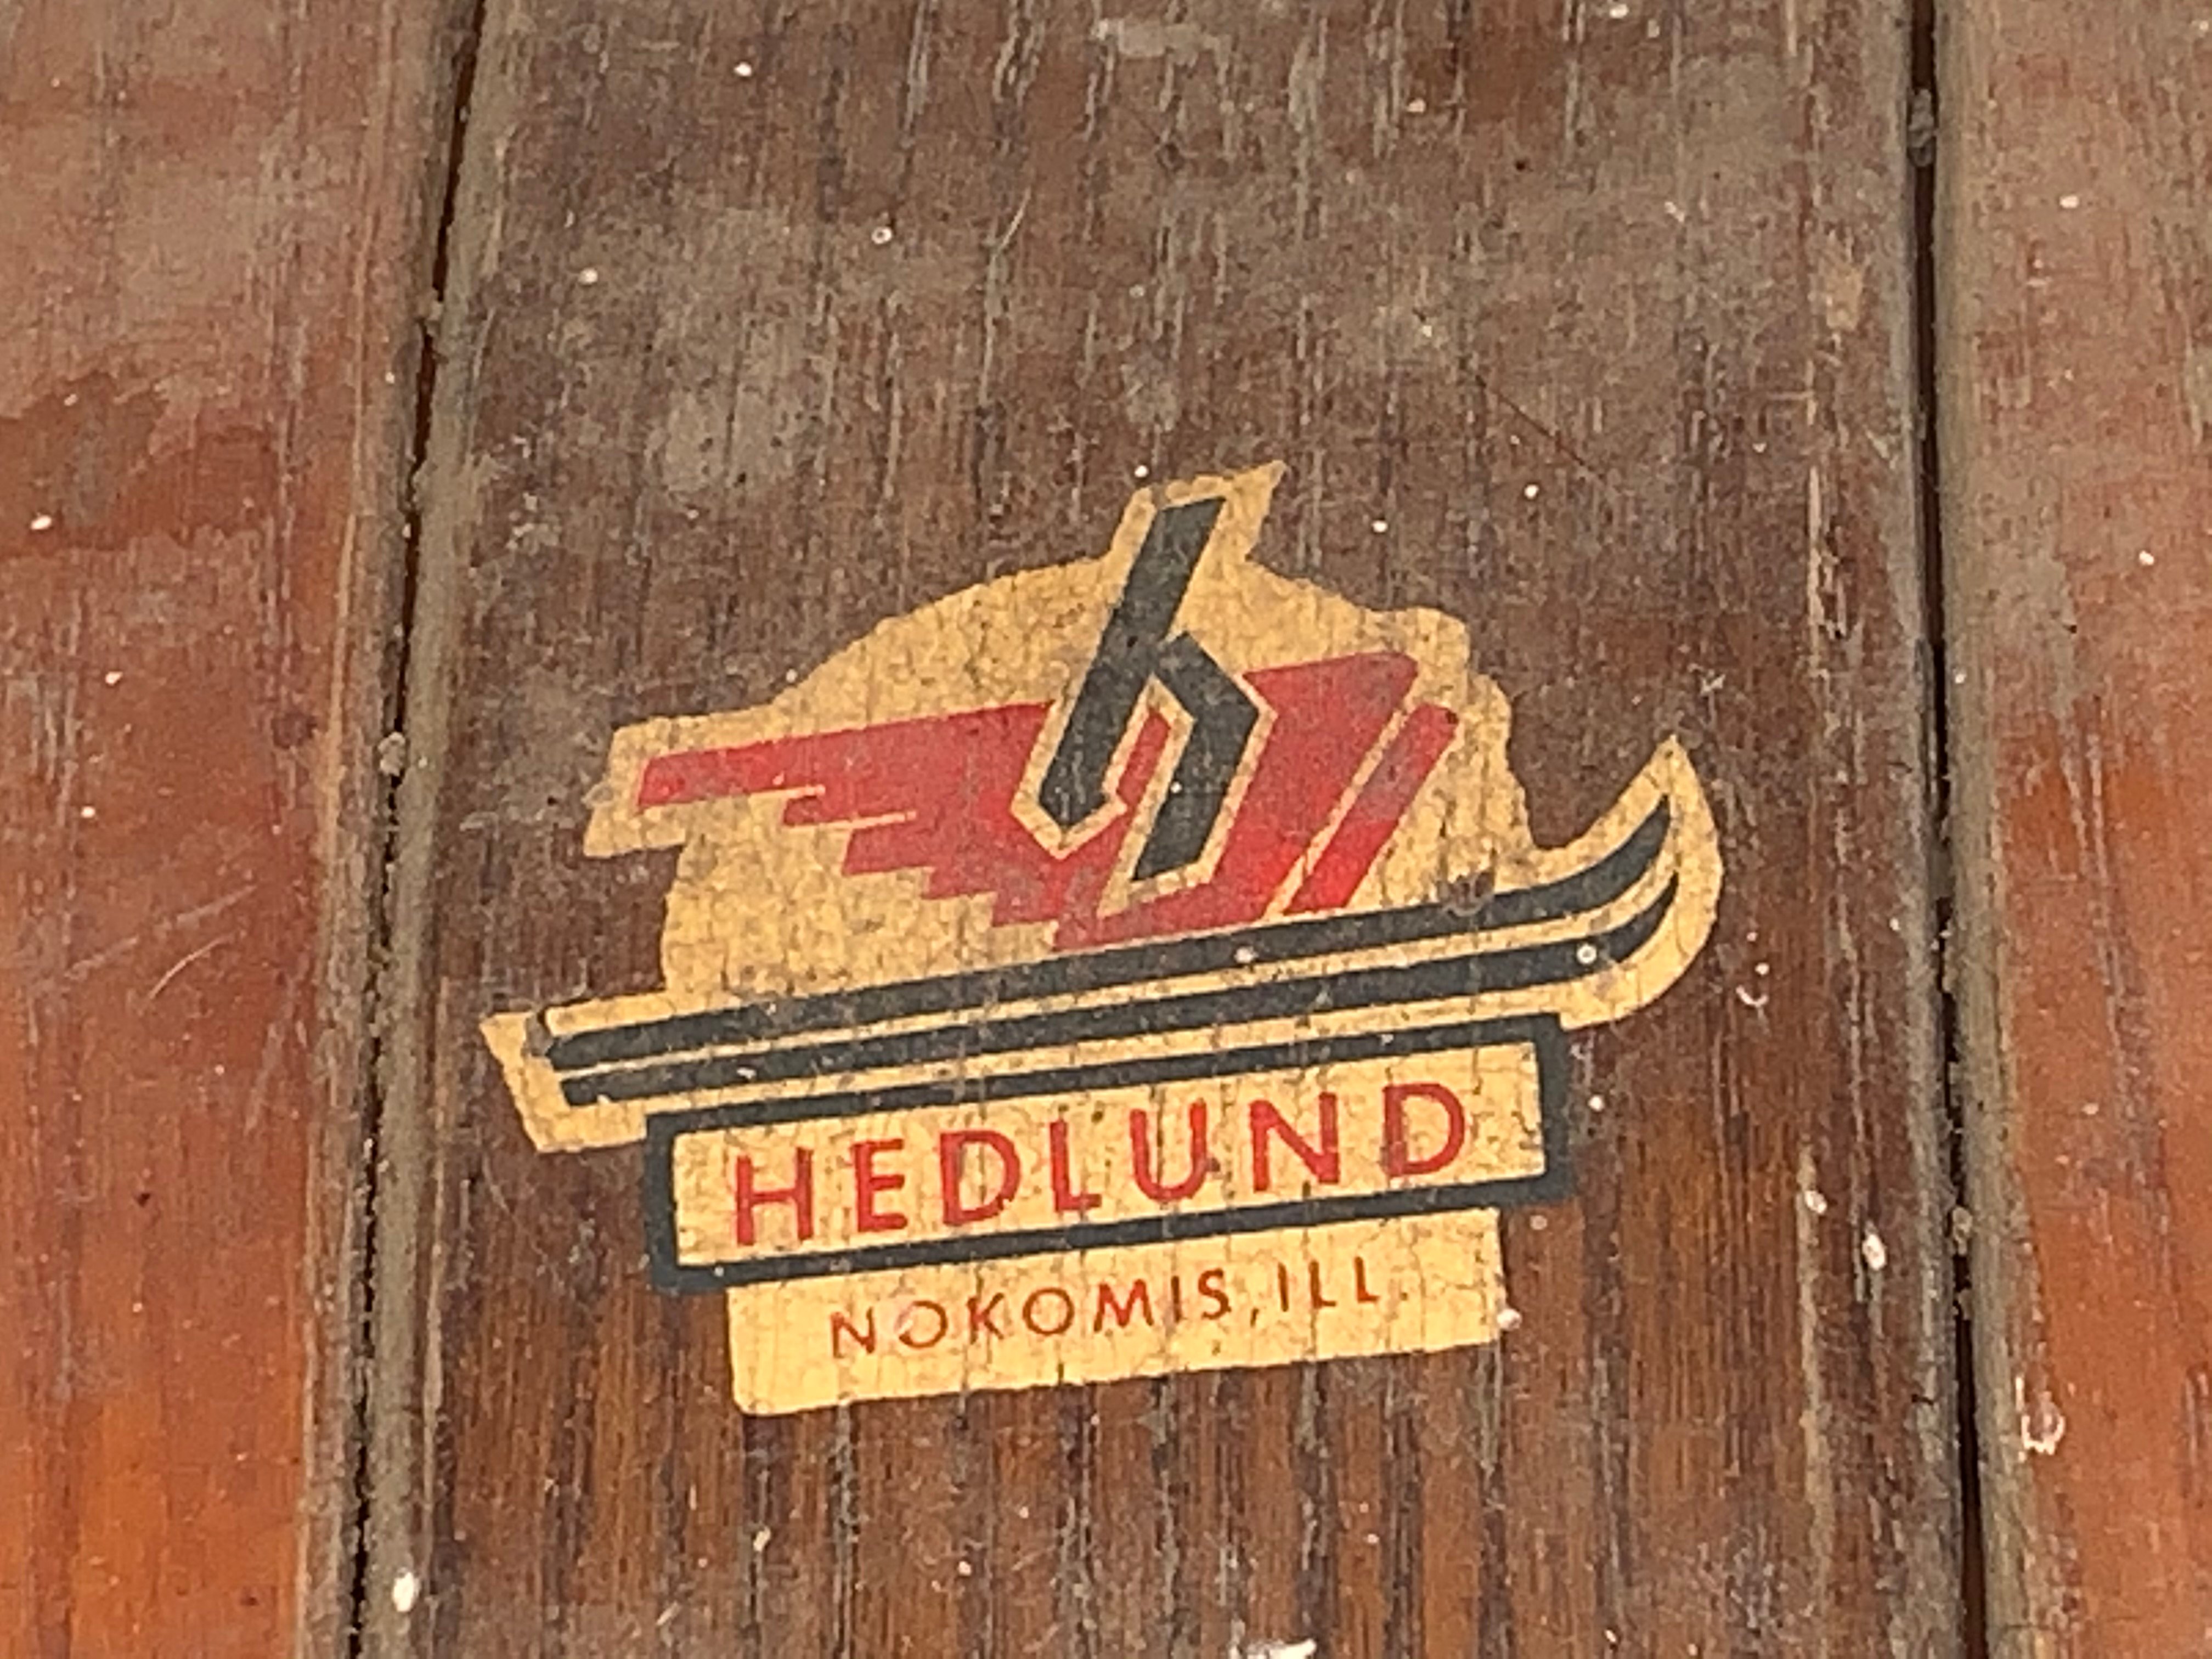 h
HEDLUND
NOKOMIS, ILL.